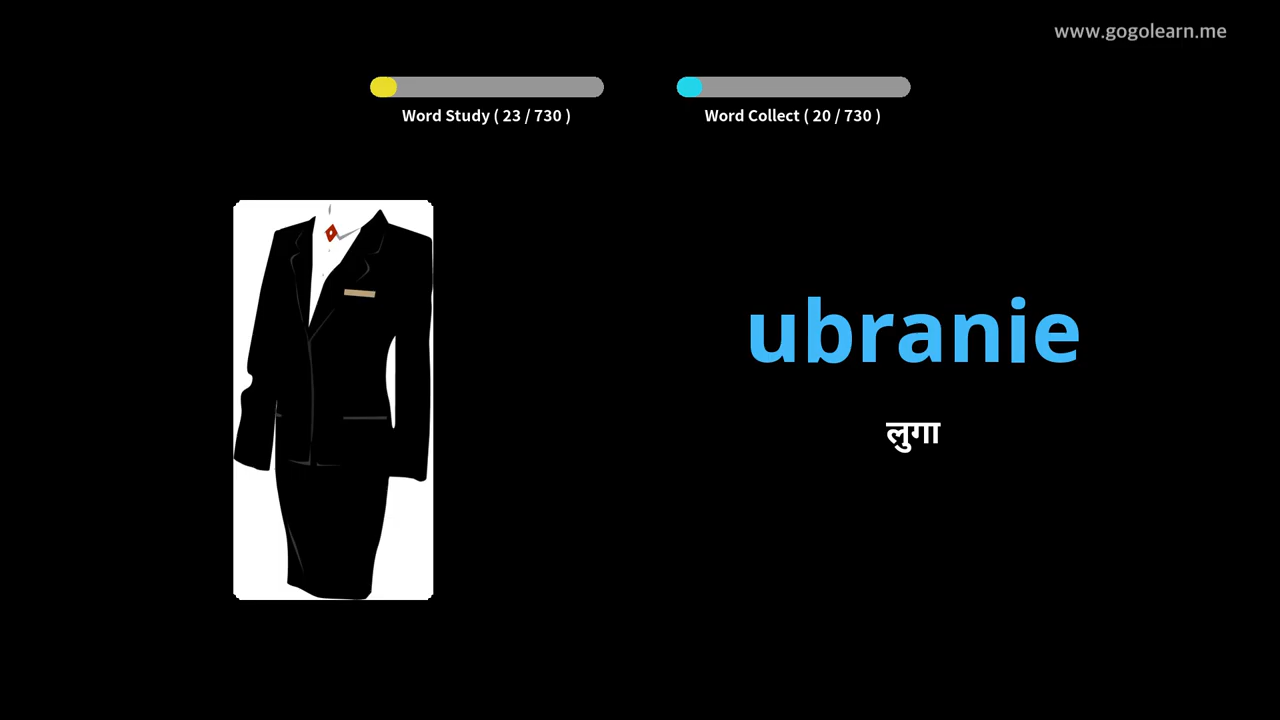 www.gogolearn.me
Word Study ( 23 / 730 )
Word Collect ( 20 / 730 )
ubranie
लुगा